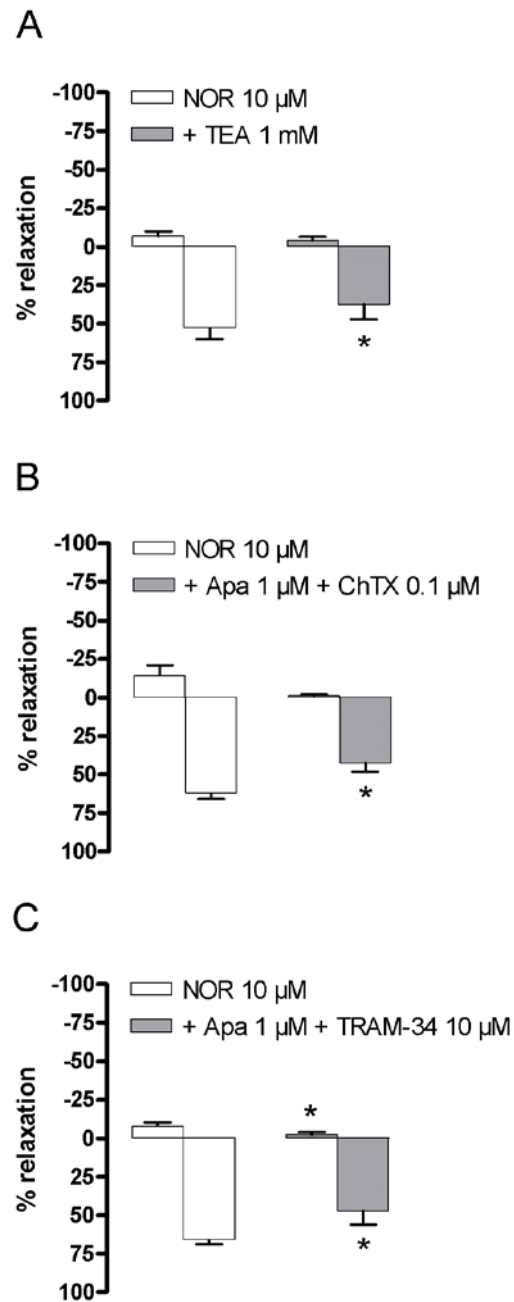 A
% relaxation
-100
-75
-50
-25
0
25
50
75
100
NOR 10 µM
+ TEA 1 mM
*
B
% relaxation
-100
-75
-50
-25
0
25
50
75
100
NOR 10 µM
+ Apa 1 µM + ChTX 0.1 µM
*
C
% relaxation
-100
-75
-50
-25
0
25
50
75
100
NOR 10 µM
+ Apa 1 µM + TRAM-34 10 µM
*
*